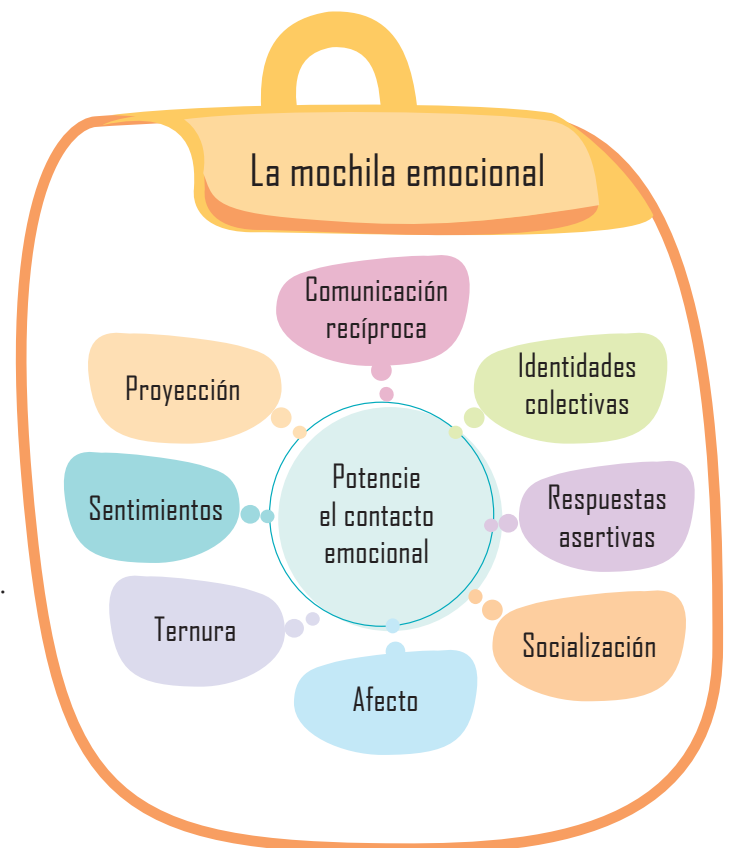 La mochila emocional
Comunicación
recíproca
Identidades
colectivas
Proyección
Potencie
el contacto
emocional
Sentimientos
Respuestas
asertivas
Ternura
Socialización
Afecto
.